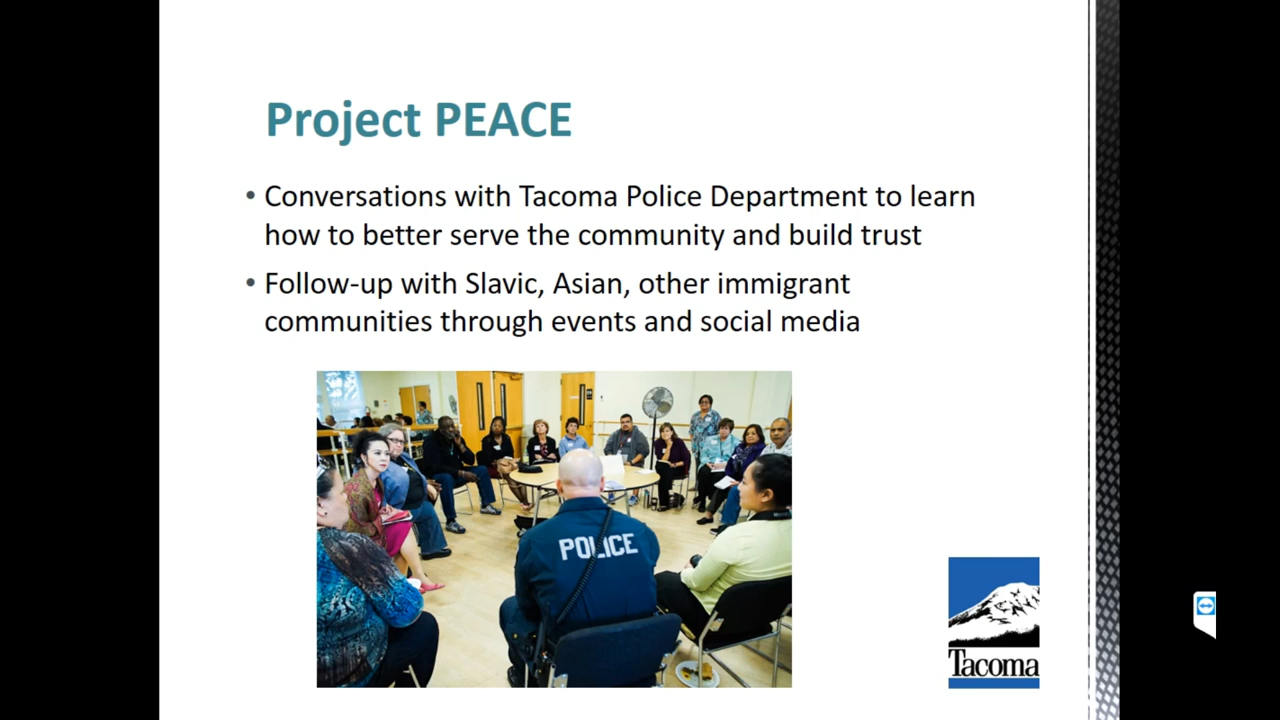 Project PEACE
• Conversations with Tacoma Police Department to learn
how to better serve the community and build trust
• Follow-up with Slavic, Asian, other immigrant
communities through events and social media
POLICE
Tacoma